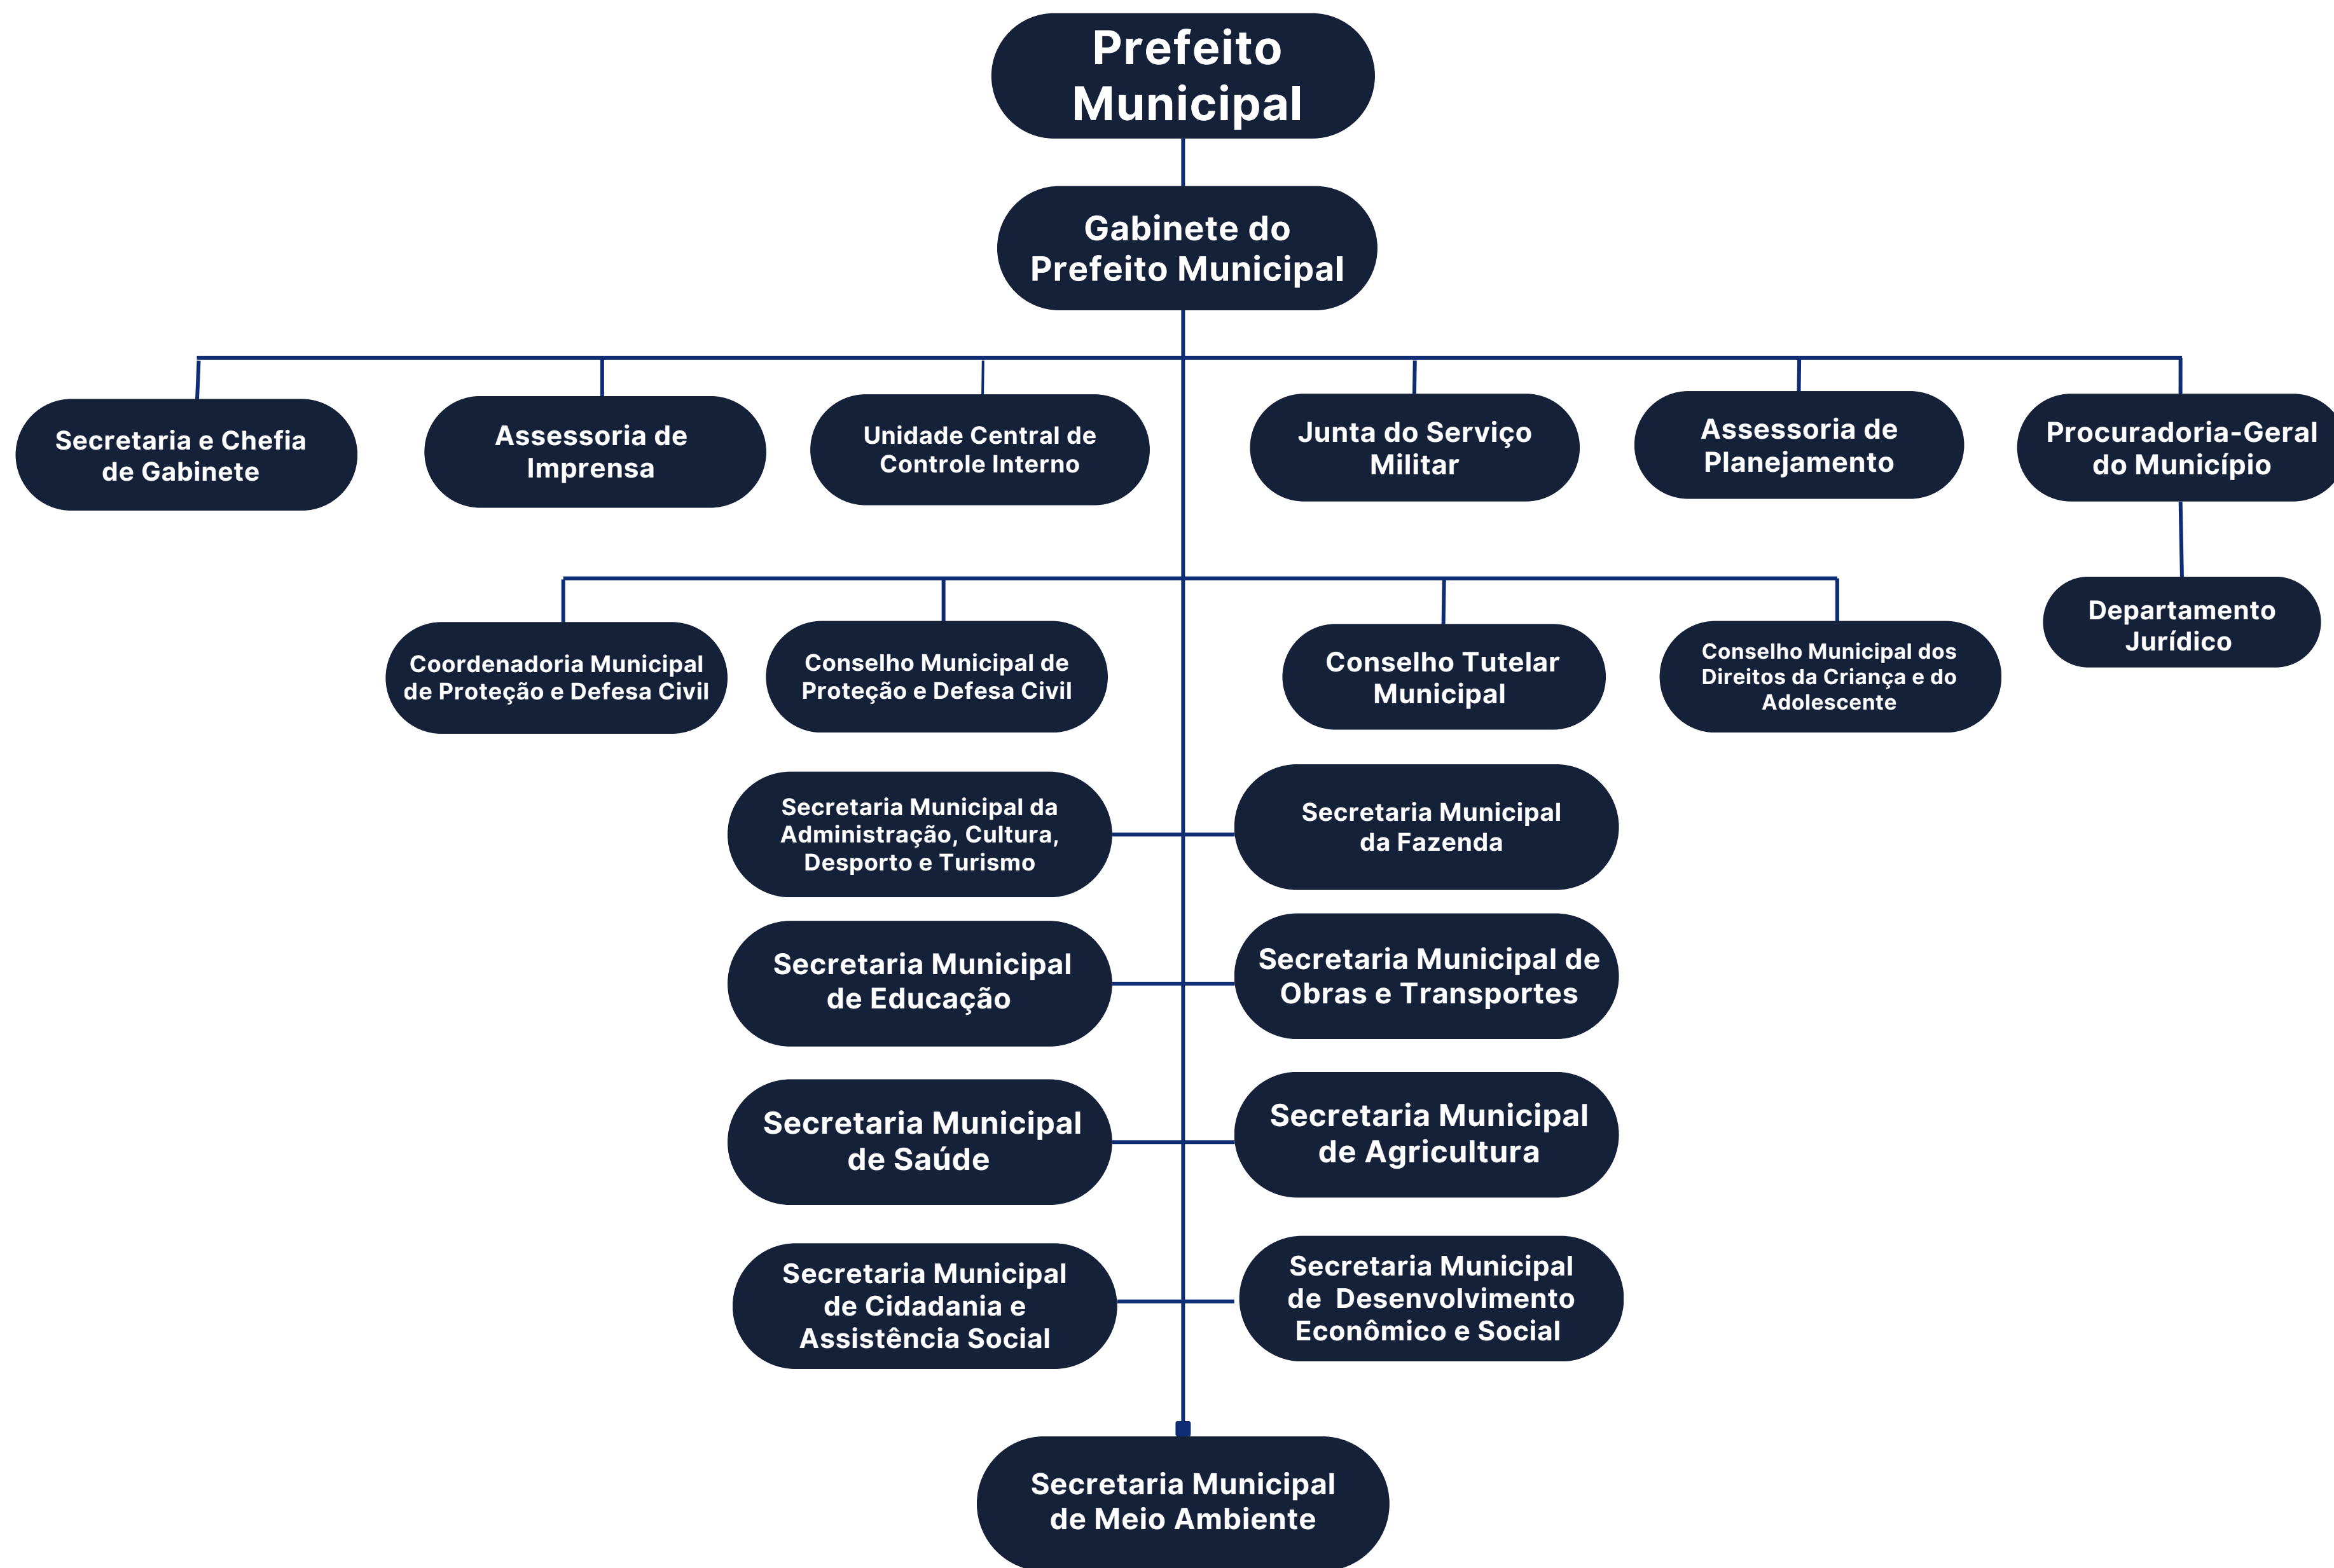 Prefeito
Municipal
Gabinete do
Prefeito Municipal
Secretaria e Chefia
de Gabinete
Assessoria de
Imprensa
Unidade Central de
Controle Interno
Junta do Serviço
Militar
Assessoria de
Planejamento
Procuradoria-Geral
do Município
Departamento
Jurídico
Coordenadoria Municipal
de Proteção e Defesa Civil
Conselho Municipal de
Proteção e Defesa Civil
Conselho Tutelar
Municipal
Conselho Municipal dos
Direitos da Criança e do
Adolescente
Secretaria Municipal da
Administração, Cultura,
Desporto e Turismo
Secretaria Municipal
da Fazenda
Secretaria Municipal
de Educação
Secretaria Municipal de
Obras e Transportes
Secretaria Municipal
de Saúde
Secretaria Municipal
de Agricultura
Secretaria Municipal
de Cidadania e
Assistência Social
Secretaria Municipal
de Desenvolvimento
Econômico e Social
Secretaria Municipal
de Meio Ambiente